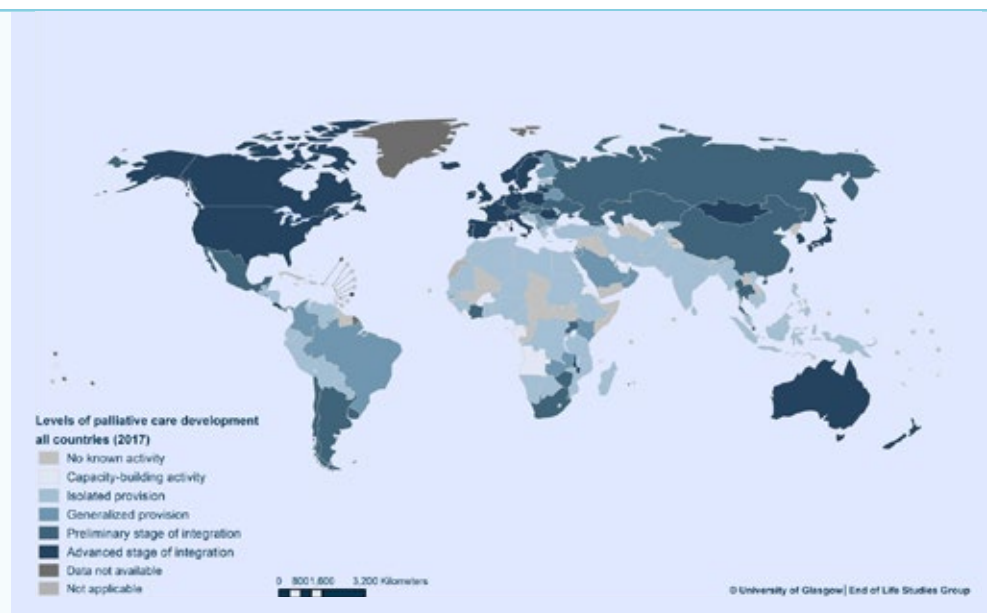 Levels of palliative care development
all countries (2017)
No known activity
Capacity-building activity
Isolated provision
Generalized provision
Preliminary stage of integration
Advanced stage of integration
Data not available
Not applicable
0 8001,600 3,200 Kilometers
© University of Glasgow | End of Life Studies Group